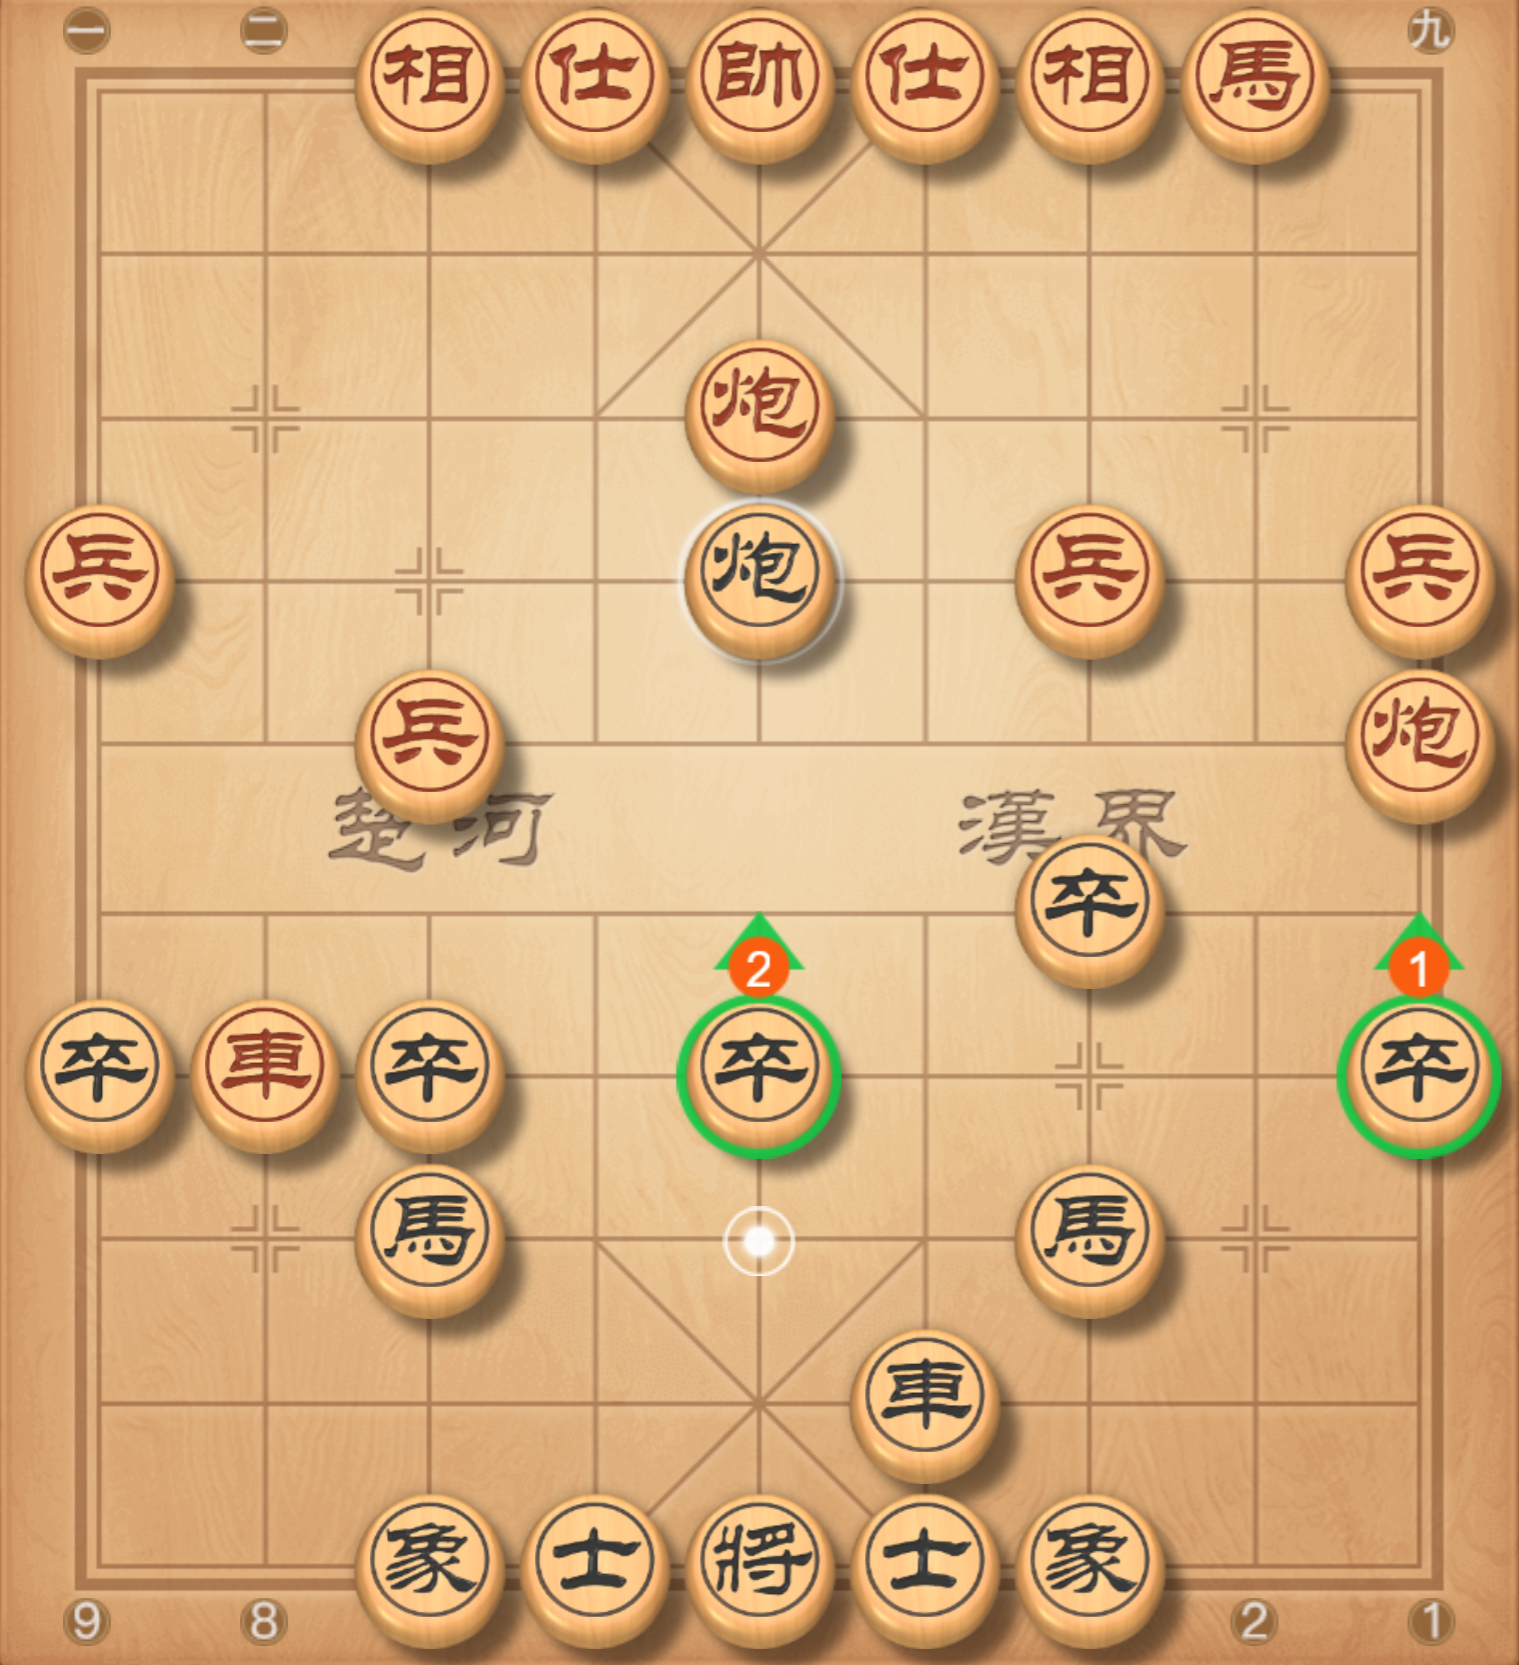 一 二 相 仕 帥 仕 相 馬 九
炮
兵 炮 兵 兵
兵 炮
楚河 漢界
卒
2 1
卒 車 卒 卒 卒
馬 馬
車
象 士 將 士 象
9 8 2 1